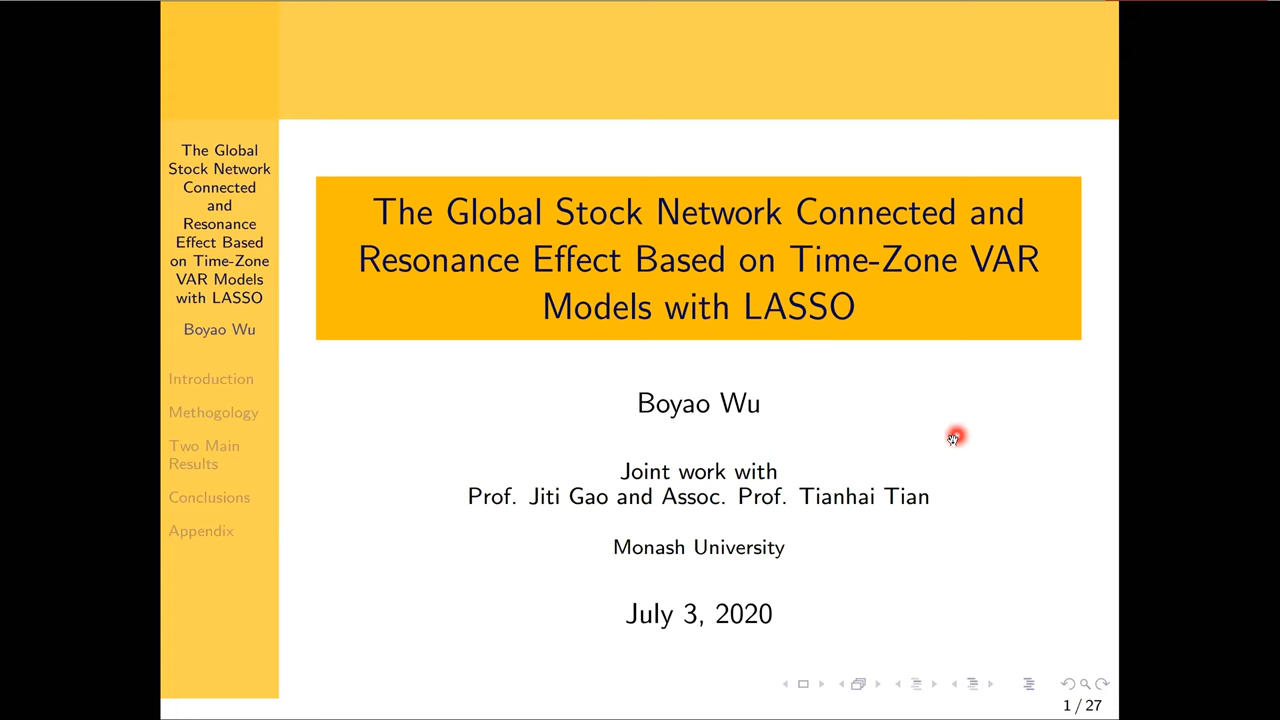 The Global
Stock Network
Connected
and
Resonance
Effect Based
on Time-Zone
VAR Models
with LASSO
Boyao Wu
Introduction
Methogology
Two Main
Results
Conclusions
Appendix
The Global Stock Network Connected and
Resonance Effect Based on Time-Zone VAR
Models with LASSO
Boyao Wu
Joint work with
Prof. Jiti Gao and Assoc. Prof. Tianhai Tian
Monash University
July 3, 2020
1 / 27